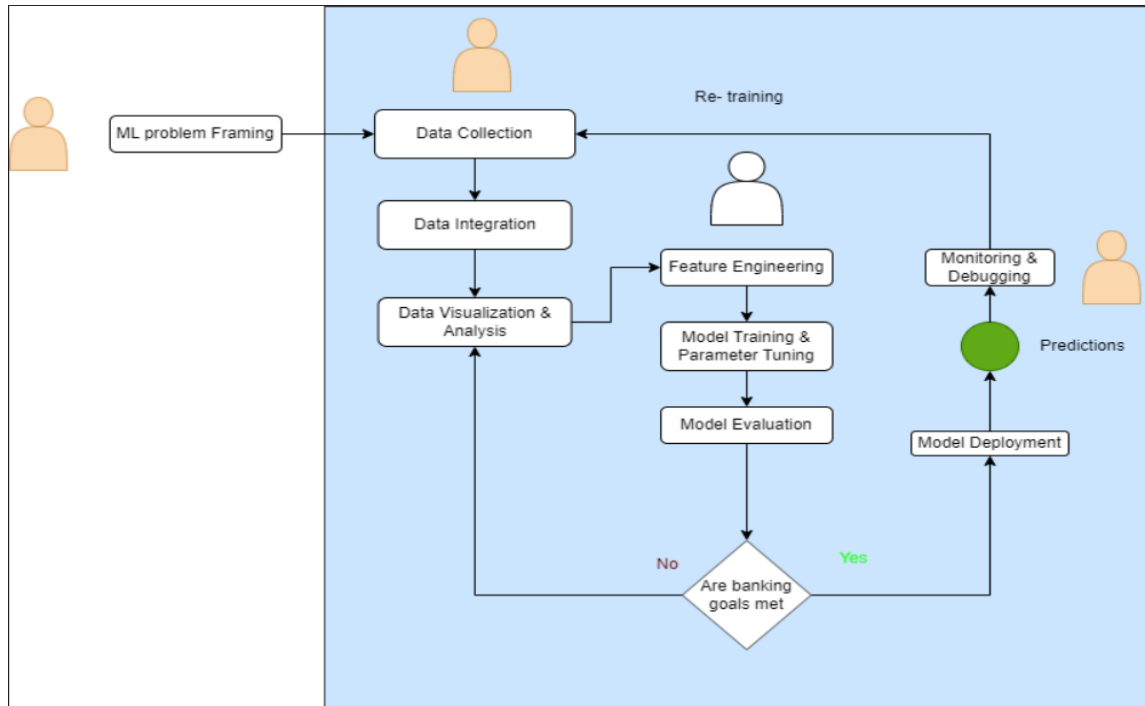 Re- training
ML problem Framing
Data Collection
Data Integration
Data Visualization &
Analysis
Feature Engineering
Model Training &
Parameter Tuning
Model Evaluation
Monitoring &
Debugging
Predictions
Model Deployment
No
Yes
Are banking
goals met